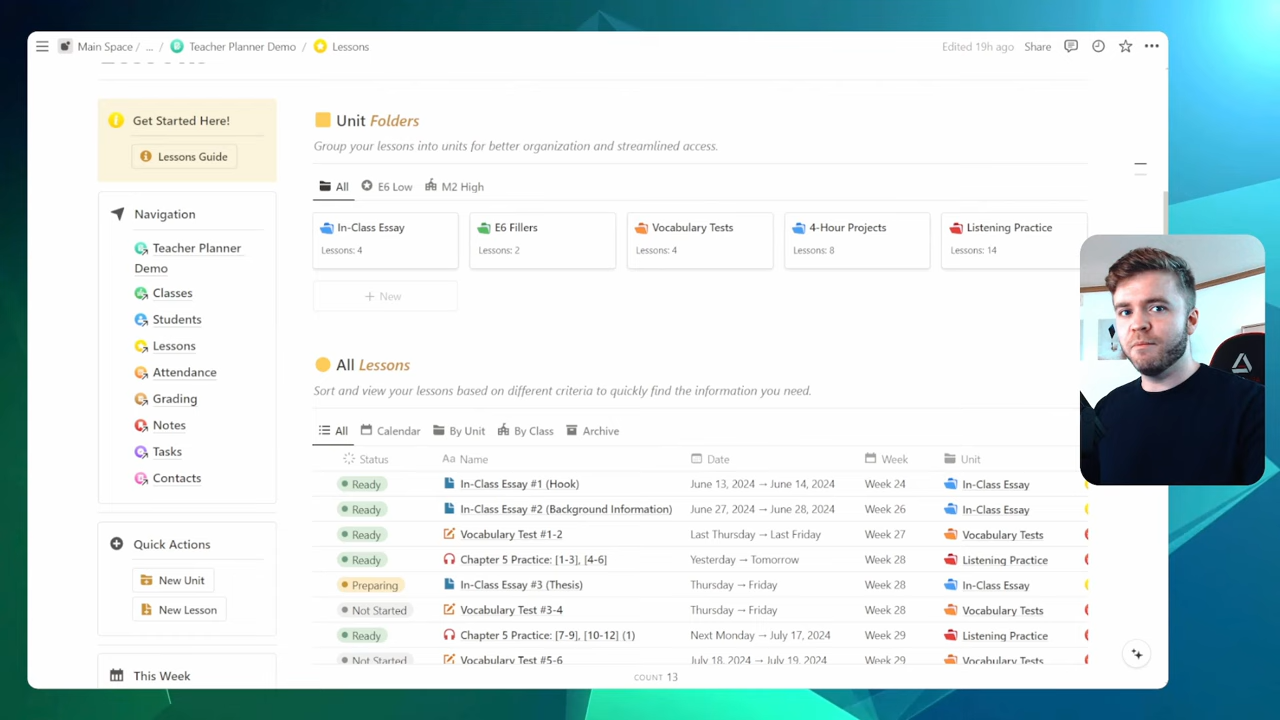 Main Space / ... / Teacher Planner Demo / Lessons
Edited 19h ago Share
Get Started Here!
Lessons Guide
Navigation
Teacher Planner
Demo
Classes
Students
Lessons
Attendance
Grading
Notes
Tasks
Contacts
Quick Actions
New Unit
New Lesson
This Week
Unit Folders
Group your lessons into units for better organization and streamlined access.
All E6 Low M2 High
In-Class Essay
Lessons: 4
E6 Fillers
Lessons: 2
Vocabulary Tests
Lessons: 4
4-Hour Projects
Lessons: 8
Listening Practice
Lessons: 14
+ New
All Lessons
Sort and view your lessons based on different criteria to quickly find the information you need.
All Calendar By Unit By Class Archive
Status Aa Name Date Week Unit
Ready In-Class Essay #1 (Hook) June 13, 2024 → June 14, 2024 Week 24 In-Class Essay
Ready In-Class Essay #2 (Background Information) June 27, 2024 → June 28, 2024 Week 26 In-Class Essay
Ready Vocabulary Test #1-2 Last Thursday → Last Friday Week 27 Vocabulary Tests
Ready Chapter 5 Practice: [1-3], [4-6] Yesterday → Tomorrow Week 28 Listening Practice
Preparing In-Class Essay #3 (Thesis) Thursday → Friday Week 28 In-Class Essay
Not Started Vocabulary Test #3-4 Thursday → Friday Week 28 Vocabulary Tests
Ready Chapter 5 Practice: [7-9], [10-12] (1) Next Monday → July 17, 2024 Week 29 Listening Practice
Not Started Vocabulary Test #5-6 July 18, 2024 → July 19, 2024 Week 29 Vocabulary Tests
COUNT 13